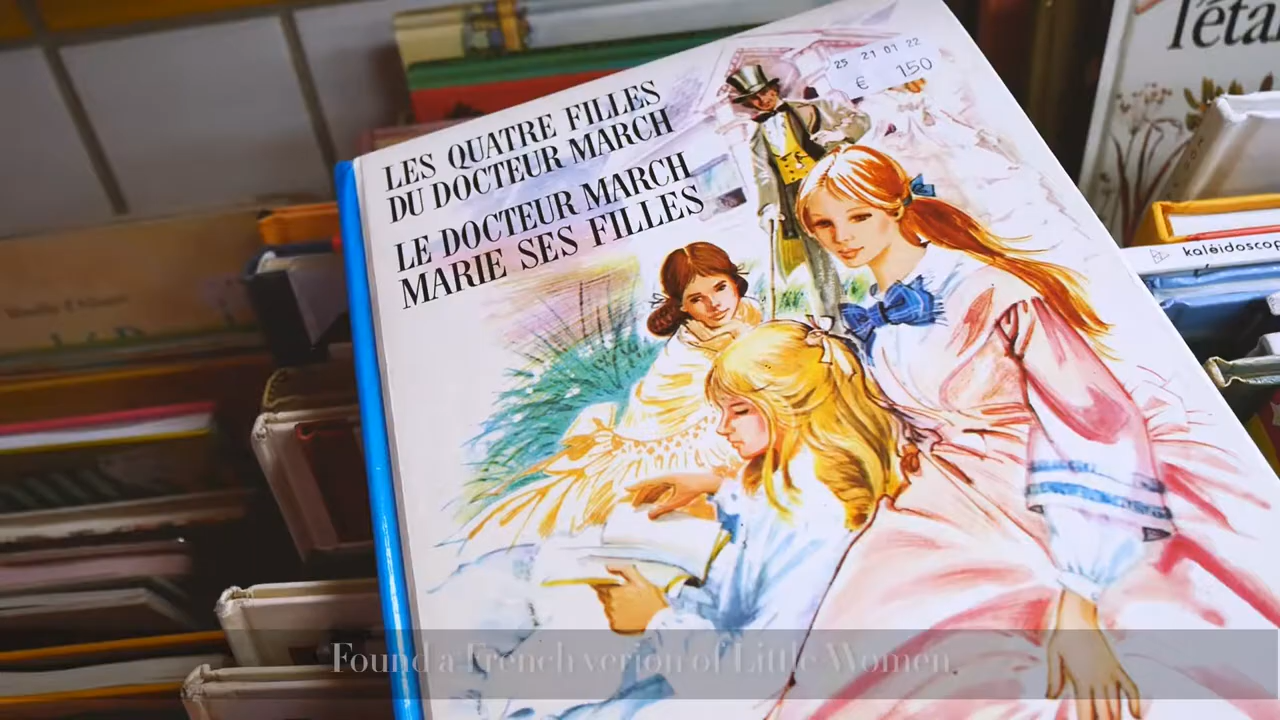 LES QUATRE FILLES
DU DOCTEUR MARCH
LE DOCTEUR MARCH
MARIE SES FILLES
25 21 01 22
€ 150
l'éta
kaléidoscop
Found a French verion of Little Women.